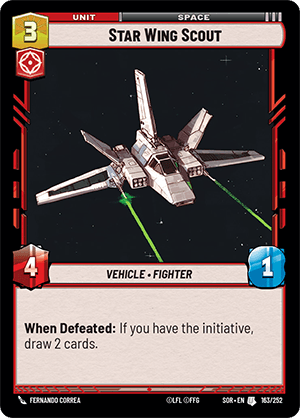 3
UNIT
SPACE
STAR WING SCOUT
4
1
VEHICLE • FIGHTER
When Defeated: If you have the initiative,
draw 2 cards.
FERNANDO CORREA
©LFL ©FFG
SOR • EN
163/252